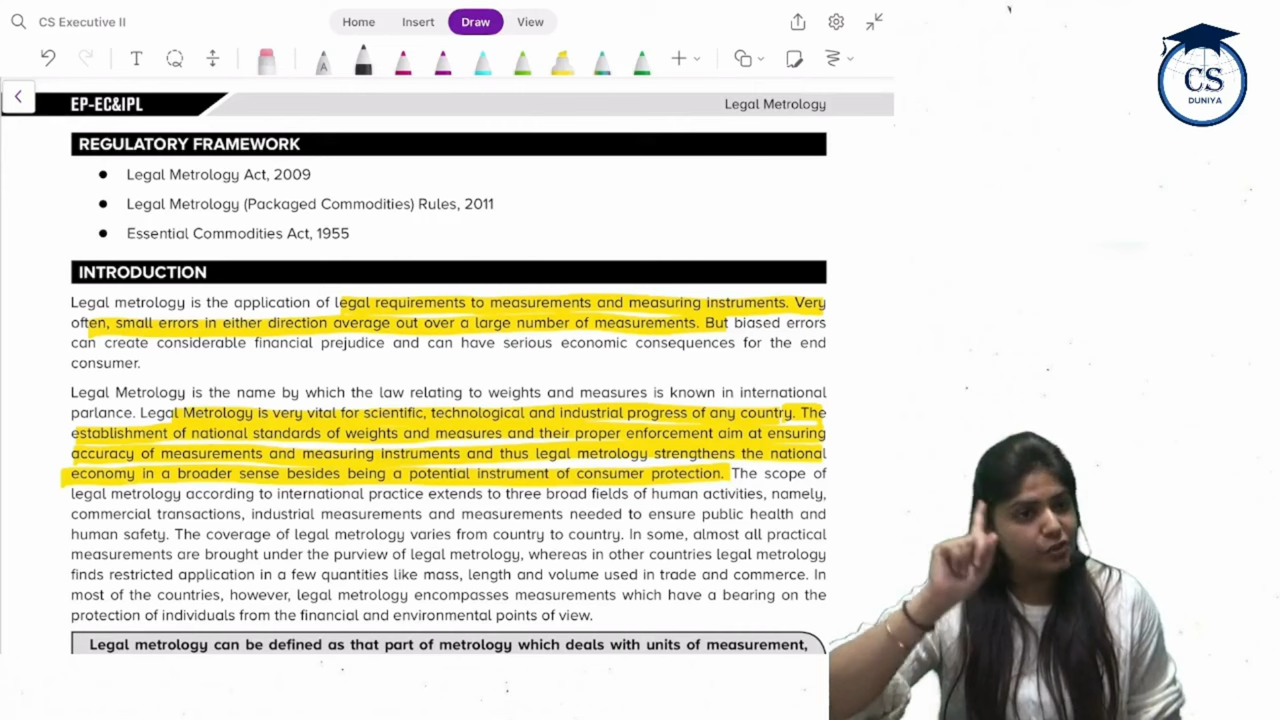 CS Executive II
Home Insert Draw View
EP-EC&IPL
Legal Metrology
REGULATORY FRAMEWORK
● Legal Metrology Act, 2009
● Legal Metrology (Packaged Commodities) Rules, 2011
● Essential Commodities Act, 1955
INTRODUCTION
Legal metrology is the application of legal requirements to measurements and measuring instruments. Very
often, small errors in either direction average out over a large number of measurements. But biased errors
can create considerable financial prejudice and can have serious economic consequences for the end
consumer.
Legal Metrology is the name by which the law relating to weights and measures is known in international
parlance. Legal Metrology is very vital for scientific, technological and industrial progress of any country. The
establishment of national standards of weights and measures and their proper enforcement aim at ensuring
accuracy of measurements and measuring instruments and thus legal metrology strengthens the national
economy in a broader sense besides being a potential instrument of consumer protection. The scope of
legal metrology according to international practice extends to three broad fields of human activities, namely,
commercial transactions, industrial measurements and measurements needed to ensure public health and
human safety. The coverage of legal metrology varies from country to country. In some, almost all practical
measurements are brought under the purview of legal metrology, whereas in other countries legal metrology
finds restricted application in a few quantities like mass, length and volume used in trade and commerce. In
most of the countries, however, legal metrology encompasses measurements which have a bearing on the
protection of individuals from the financial and environmental points of view.
Legal metrology can be defined as that part of metrology which deals with units of measurement,
CS
DUNIYA